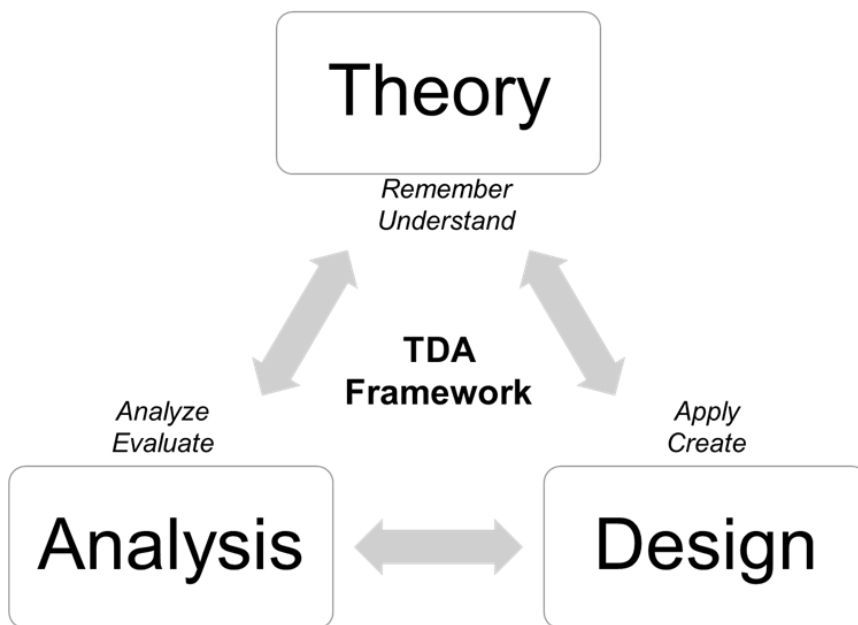 Theory
Remember
Understand
TDA
Framework
Analyze
Evaluate
Apply
Create
Analysis
Design